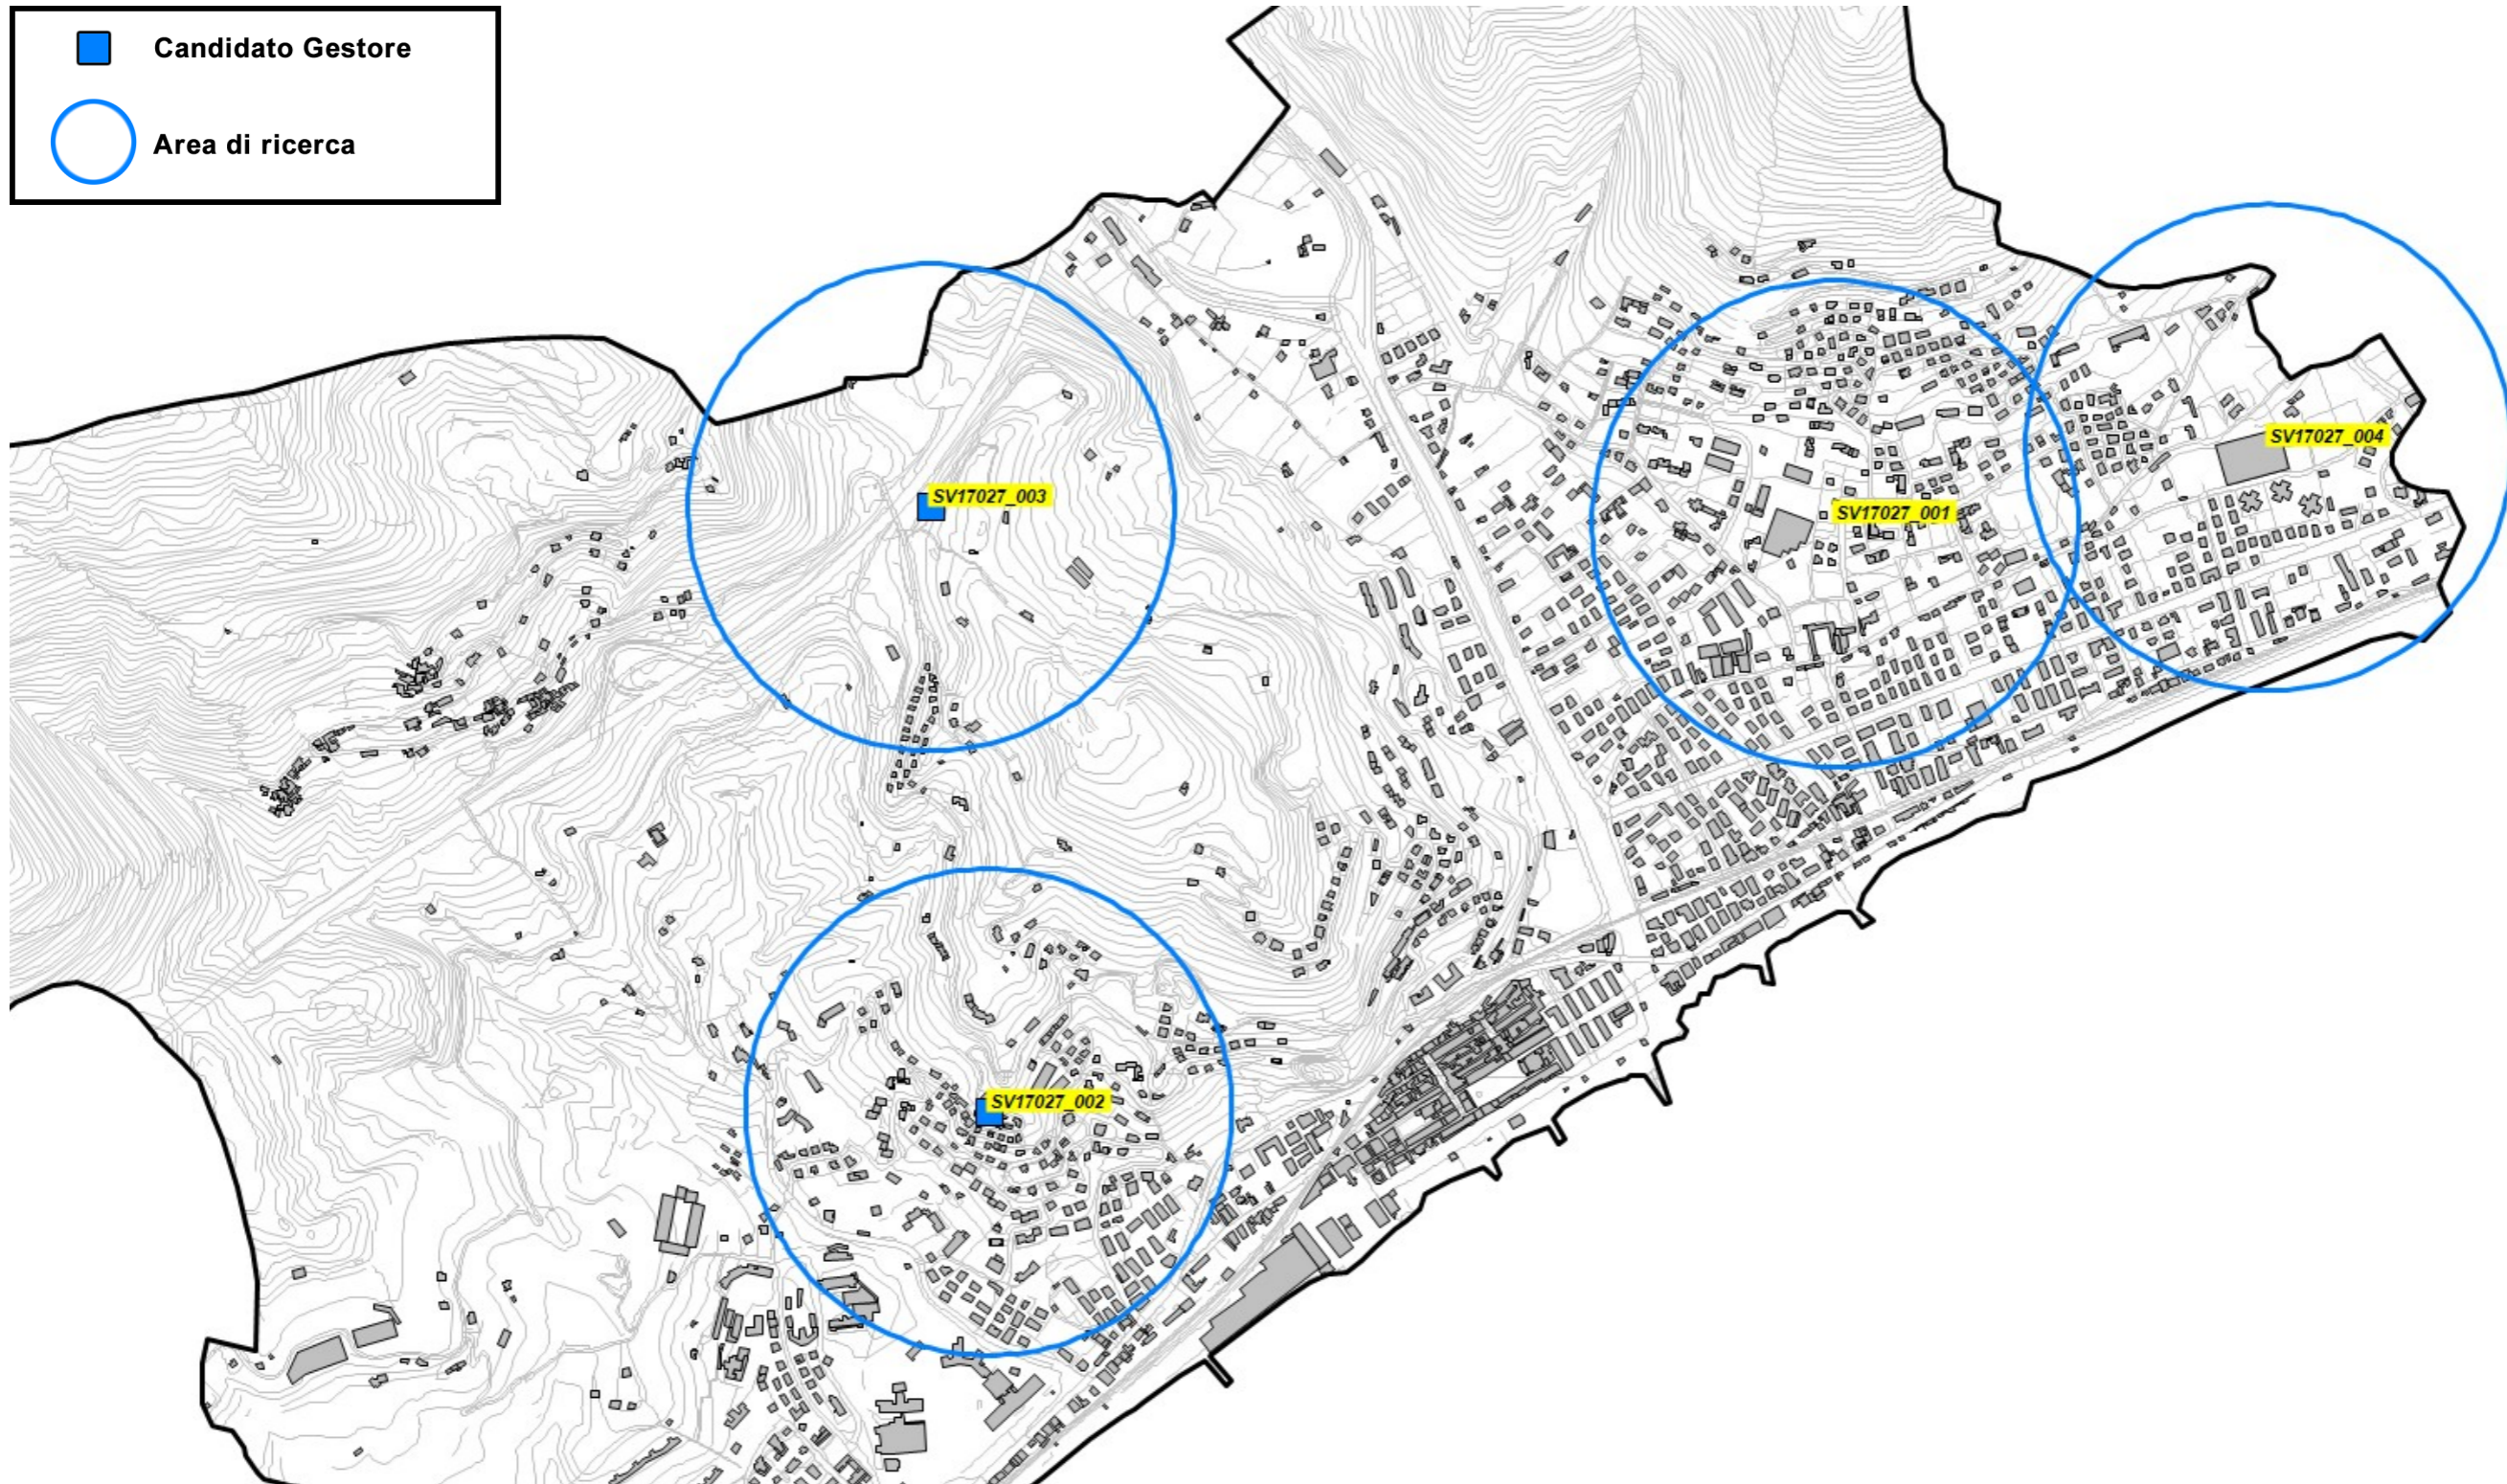 Candidato Gestore
Area di ricerca
SV17027_004
SV17027_003
SV17027_001
SV17027_002